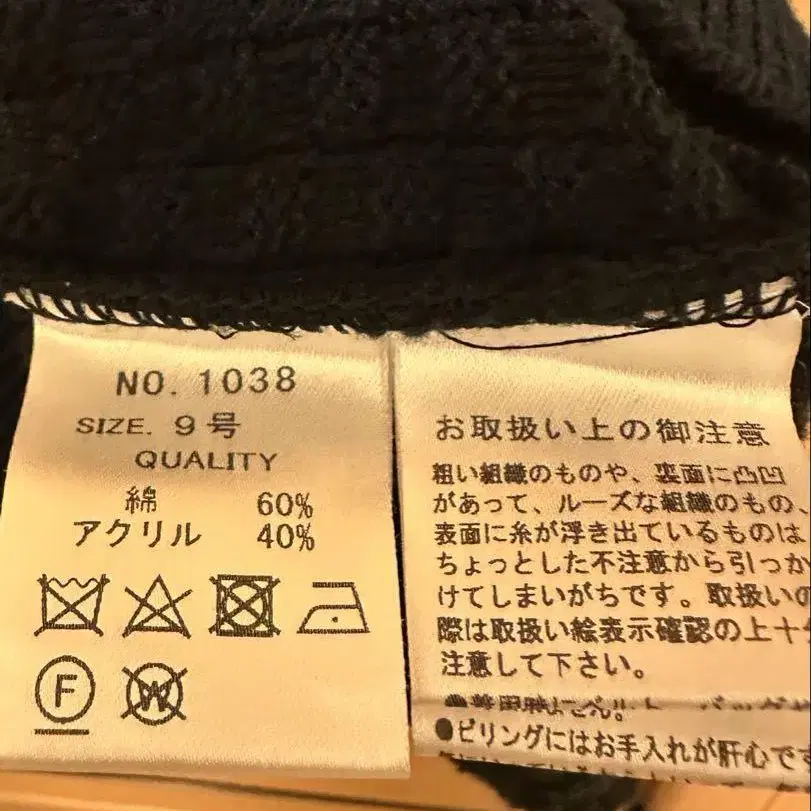 NO. 1038
SIZE. 9号
QUALITY
綿 60%
アクリル 40%
F
W
お取扱い上の御注意
粗い組織のものや、裏面に凸凹
があって、ルーズな組織のもの、
表面に糸が浮き出ているものは
ちょっとした不注意から引っか
けてしまいがちです。取扱いの
際は取扱い絵表示確認の上十分
注意して下さい。
●ピリングにはお手入れが肝心です